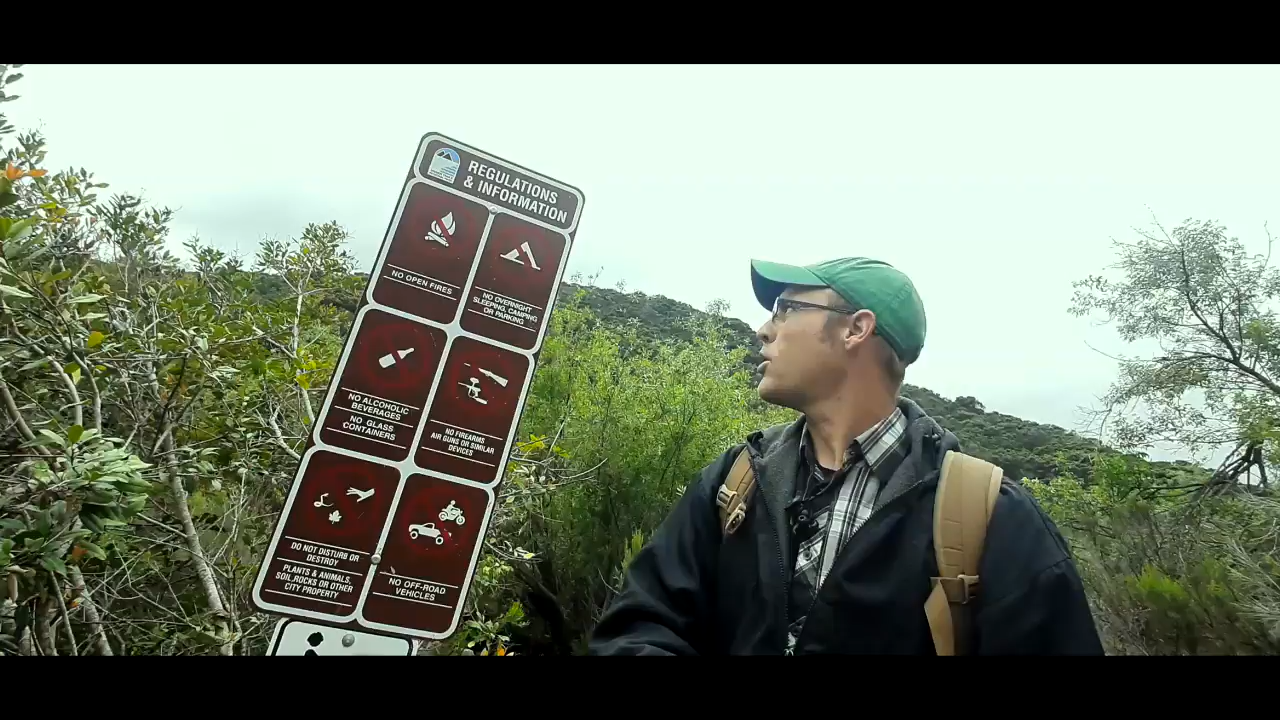 REGULATIONS
& INFORMATION
NO OPEN FIRES
NO OVERNIGHT
SLEEPING, CAMPING
OR PARKING
NO ALCOHOLIC
BEVERAGES
NO GLASS
CONTAINERS
NO FIREARMS
AIR GUNS OR SIMILAR
DEVICES
DO NOT DISTURB OR
DESTROY
PLANTS & ANIMALS,
SOIL, ROCKS OR OTHER
CITY PROPERTY
NO OFF-ROAD
VEHICLES